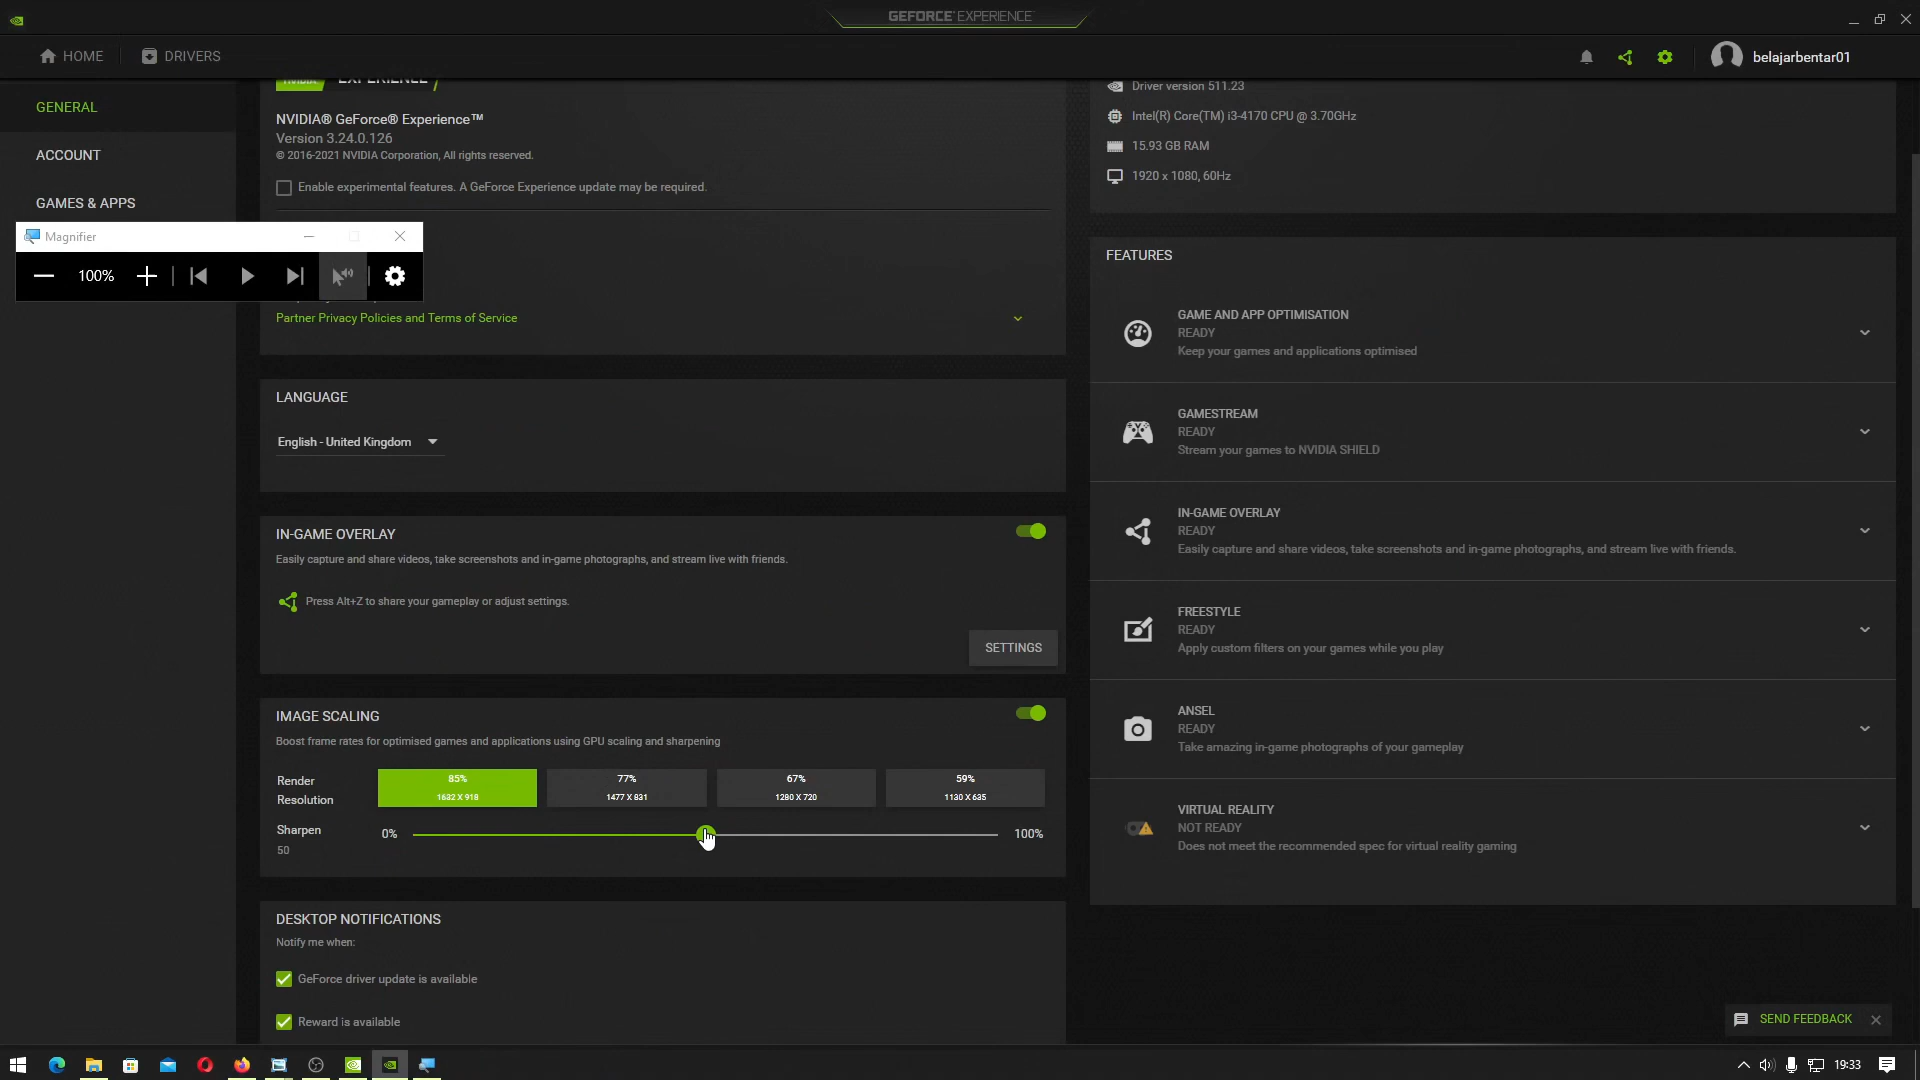 GEFORCE EXPERIENCE
HOME
DRIVERS
belajarbentar01
GENERAL
ACCOUNT
GAMES & APPS
Magnifier
100%
EXPERIENCE
NVIDIA® GeForce® Experience™
Version 3.24.0.126
© 2016-2021 NVIDIA Corporation, All rights reserved.
Enable experimental features. A GeForce Experience update may be required.
Partner Privacy Policies and Terms of Service
LANGUAGE
English - United Kingdom
IN-GAME OVERLAY
Easily capture and share videos, take screenshots and in-game photographs, and stream live with friends.
Press Alt+Z to share your gameplay or adjust settings.
SETTINGS
IMAGE SCALING
Boost frame rates for optimised games and applications using GPU scaling and sharpening
Render Resolution
85%
1632 X 918
77%
1477 X 831
67%
1280 X 720
59%
1130 X 635
Sharpen
50
0%
100%
DESKTOP NOTIFICATIONS
Notify me when:
GeForce driver update is available
Reward is available
Driver version 511.23
Intel(R) Core(TM) i3-4170 CPU @ 3.70GHz
15.93 GB RAM
1920 x 1080, 60Hz
FEATURES
GAME AND APP OPTIMISATION
READY
Keep your games and applications optimised
GAMESTREAM
READY
Stream your games to NVIDIA SHIELD
IN-GAME OVERLAY
READY
Easily capture and share videos, take screenshots and in-game photographs, and stream live with friends.
FREESTYLE
READY
Apply custom filters on your games while you play
ANSEL
READY
Take amazing in-game photographs of your gameplay
VIRTUAL REALITY
NOT READY
Does not meet the recommended spec for virtual reality gaming
SEND FEEDBACK
19:33